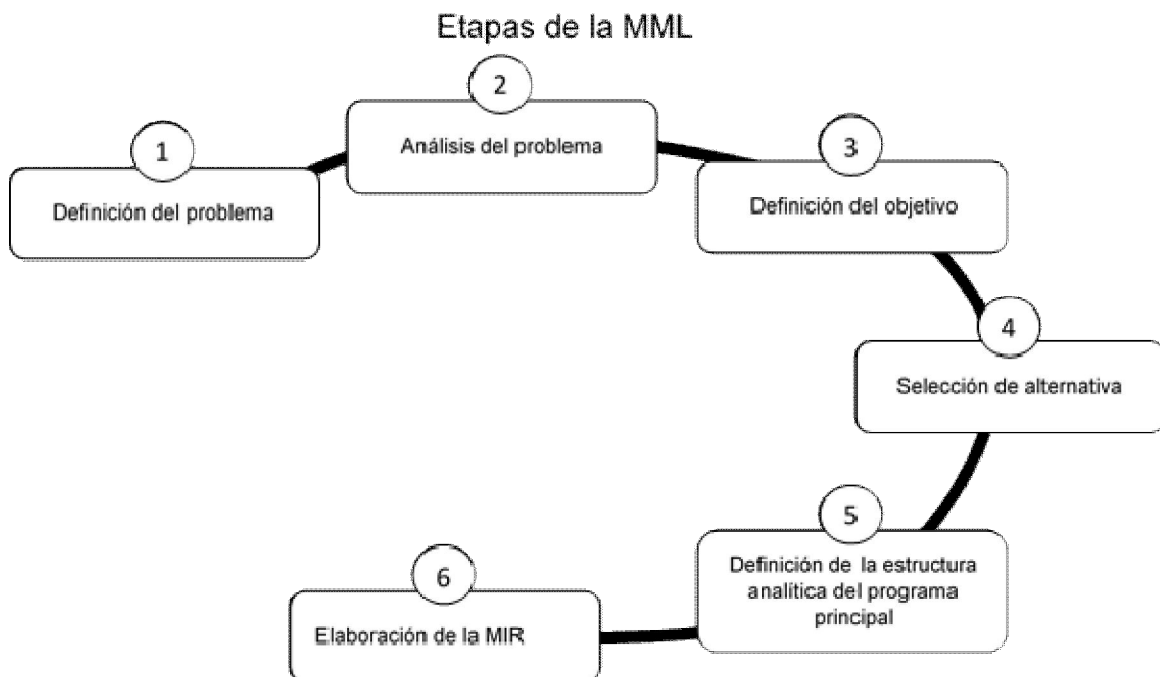 Etapas de la MML
1
Definición del problema
2
Análisis del problema
3
Definición del objetivo
4
Selección de alternativa
5
Definición de la estructura
analítica del programa
principal
6
Elaboración de la MIR